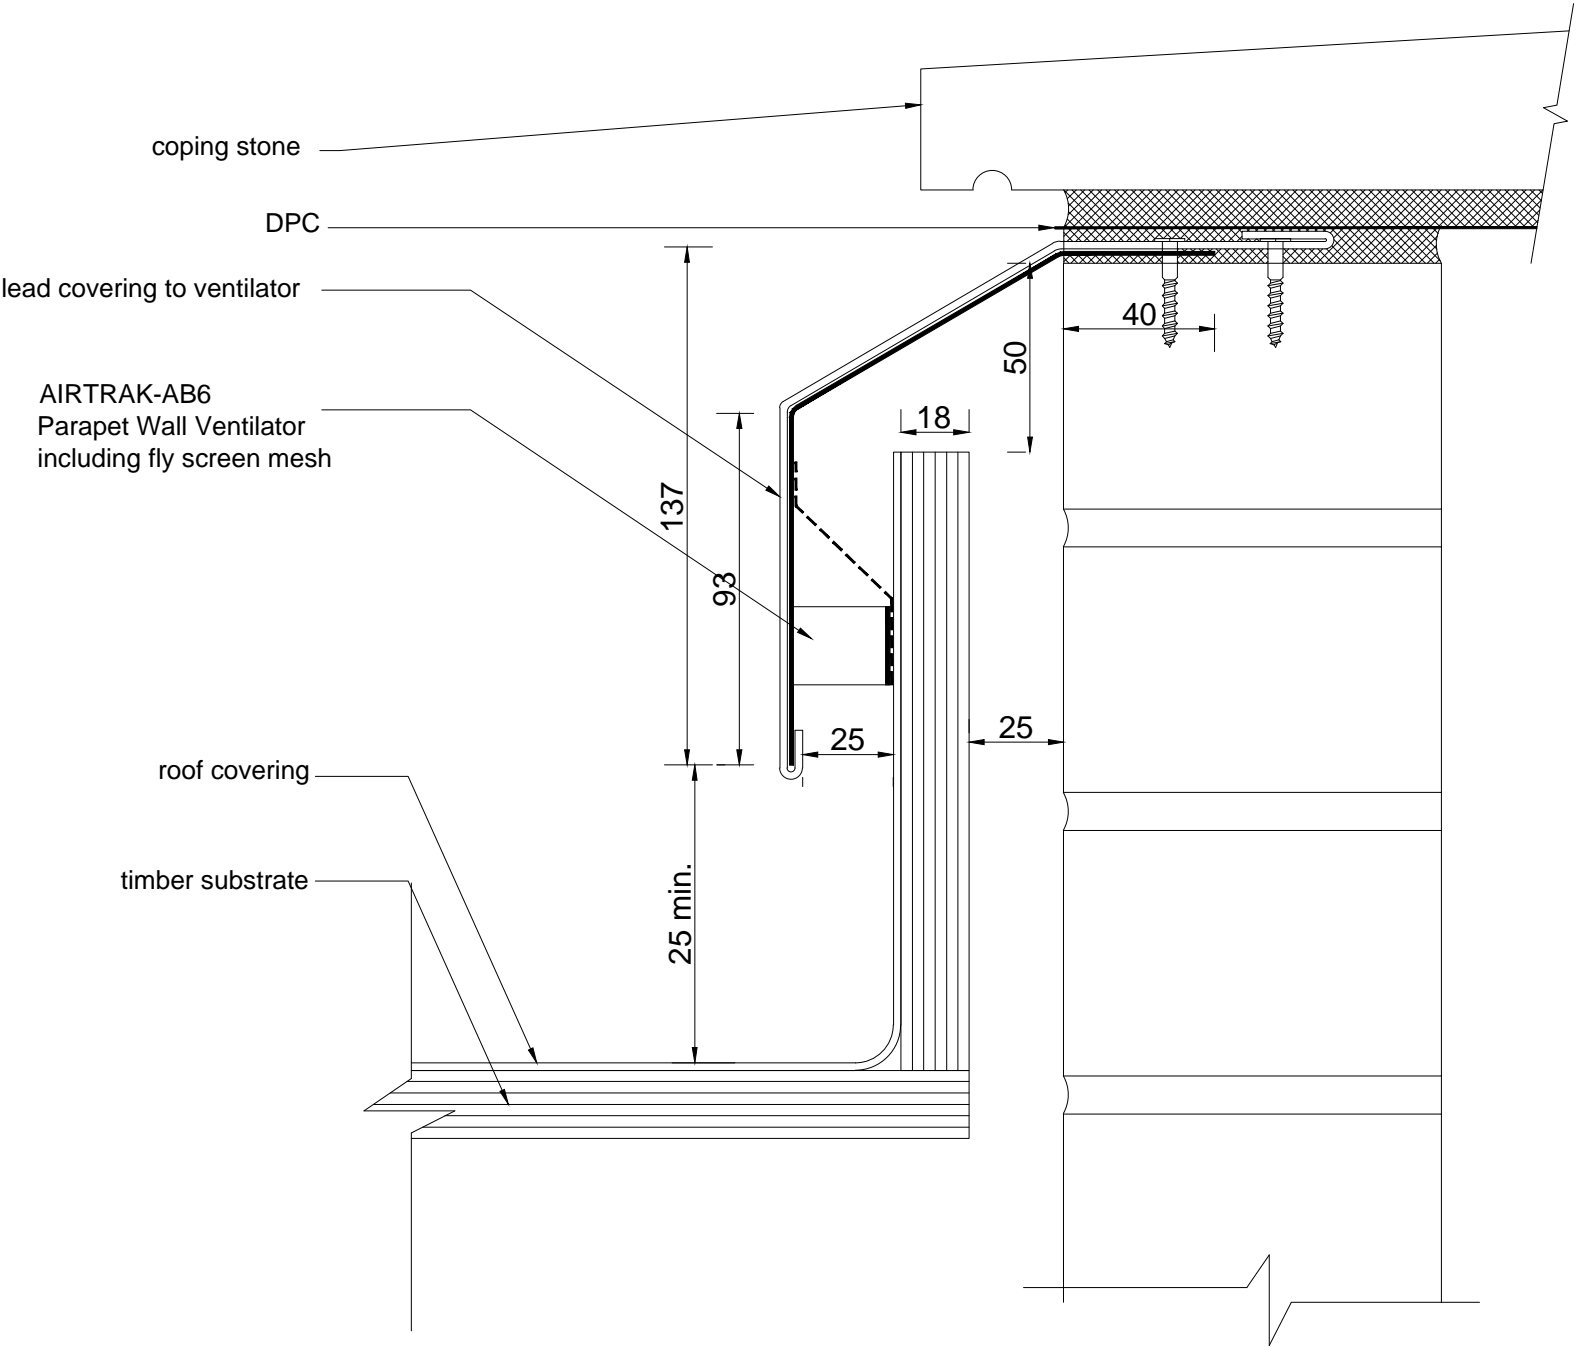 coping stone
DPC
lead covering to ventilator
40
50
AIRTRAK-AB6
Parapet Wall Ventilator
including fly screen mesh
18
137
93
25
25
roof covering
timber substrate
25 min.